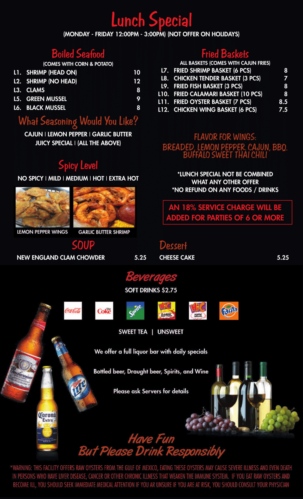 Lunch Special
(MONDAY - FRIDAY 12:00PM - 3:00PM) (NOT OFFER ON HOLIDAYS)
Boiled Seafood
(COMES WITH CORN & POTATO)
L1. SHRIMP (HEAD ON) 10
L2. SHRIMP (NO HEAD) 12
L3. CLAMS 8
L5. GREEN MUSSEL 9
L6. BLACK MUSSEL 8
What Seasoning Would You Like?
CAJUN | LEMON PEPPER | GARLIC BUTTER
JUICY SPECIAL | (ALL THE ABOVE)
Spicy Level
NO SPICY | MILD | MEDIUM | HOT | EXTRA HOT
LEMON PEPPER WINGS GARLIC BUTTER SHRIMP
SOUP
NEW ENGLAND CLAM CHOWDER 5.25
Fried Baskets
ALL BASKETS (COMES WITH CAJUN FRIES)
L7. FRIED SHRIMP BASKET (6 PCS) 8
L8. CHICKEN TENDER BASKET (3 PCS) 7
L9. FRIED FISH BASKET (3 PCS) 8
L10. FRIED CALAMARI BASKET (10 PCS) 8
L11. FRIED OYSTER BASKET (7 PCS) 8.5
L12. CHICKEN WING BASKET (6 PCS) 7.5
FLAVOR FOR WINGS:
BREADED, LEMON PEPPER, CAJUN, BBQ,
BUFFALO SWEET THAI CHILI
*LUNCH SPECIAL NOT BE COMBINED
WHAT ANY OTHER OFFER
*NO REFUND ON ANY FOODS / DRINKS
AN 18% SERVICE CHARGE WILL BE
ADDED FOR PARTIES OF 6 OR MORE
Dessert
CHEESE CAKE 5.25
Beverages
SOFT DRINKS $2.75
Coca-Cola Coke Sprite Fanta
SWEET TEA | UNSWEET
We offer a full liquor bar with daily specials
Bottled beer, Draught beer, Spirits, and Wine
Please ask Servers for details
Budweiser
Lite
Corona
Extra
Have Fun
But Please Drink Responsibly
*WARNING: THIS FACILITY OFFERS RAW OYSTERS FROM THE GULF OF MEXICO, EATING THESE OYSTERS MAY CAUSE SEVERE ILLNESS AND EVEN DEATH
IN PERSONS WHO HAVE LIVER DISEASE, CANCER OR OTHER CHRONIC ILLNESS THAT WEAKEN THE IMMUNE SYSTEM. IF YOU EAT RAW OYSTERS AND
BECOME ILL, YOU SHOULD SEEK IMMEDIATE MEDICAL ATTENTION. IF YOU AR UNSURE IF YOU ARE AT RISK, YOU SHOULD CONSULT YOUR PHYSICIAN.